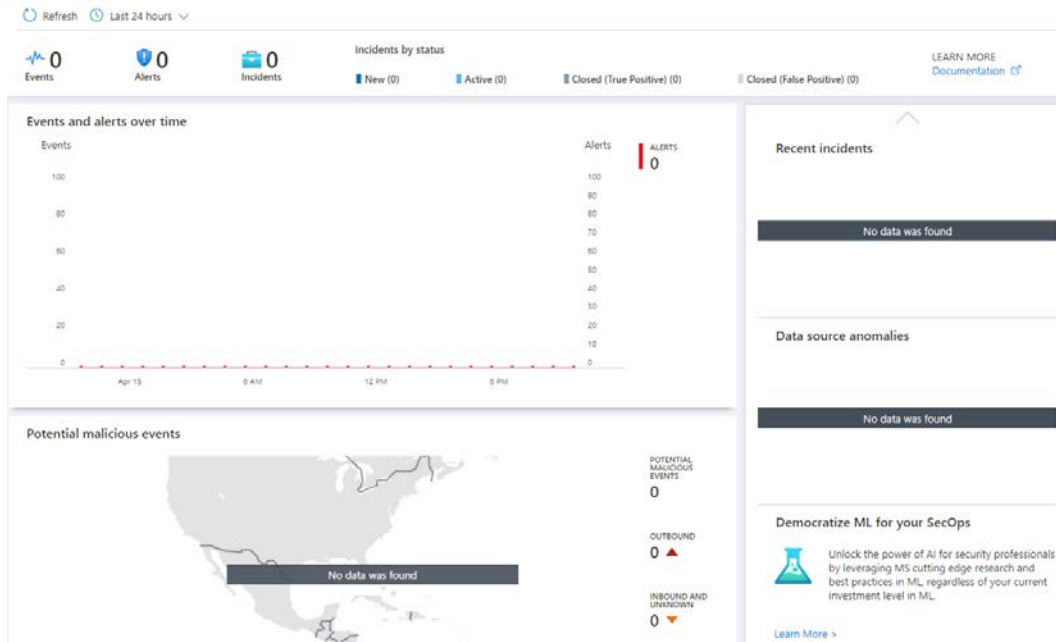 Refresh
Last 24 hours
0
Events
0
Alerts
0
Incidents
Incidents by status
New (0)
Active (0)
Closed (True Positive) (0)
Closed (False Positive) (0)
LEARN MORE
Documentation
Events and alerts over time
Events
100
80
60
40
20
0
Alerts
100
90
80
70
60
50
40
30
20
10
0
Apr 15
6 AM
12 PM
6 PM
ALERTS
0
Potential malicious events
No data was found
POTENTIAL
MALICIOUS
EVENTS
0
OUTBOUND
0
INBOUND AND
UNKNOWN
0
Recent incidents
No data was found
Data source anomalies
No data was found
Democratize ML for your SecOps
Unlock the power of AI for security professionals
by leveraging MS cutting edge research and
best practices in ML, regardless of your current
investment level in ML.
Learn More >